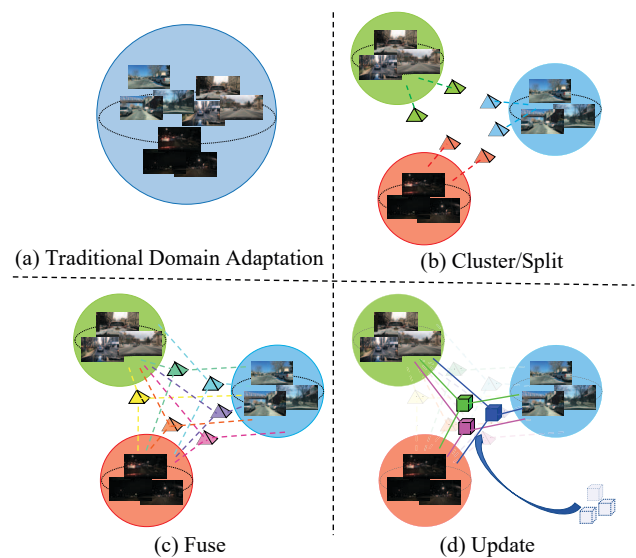 (a) Traditional Domain Adaptation
(b) Cluster/Split
(c) Fuse
(d) Update